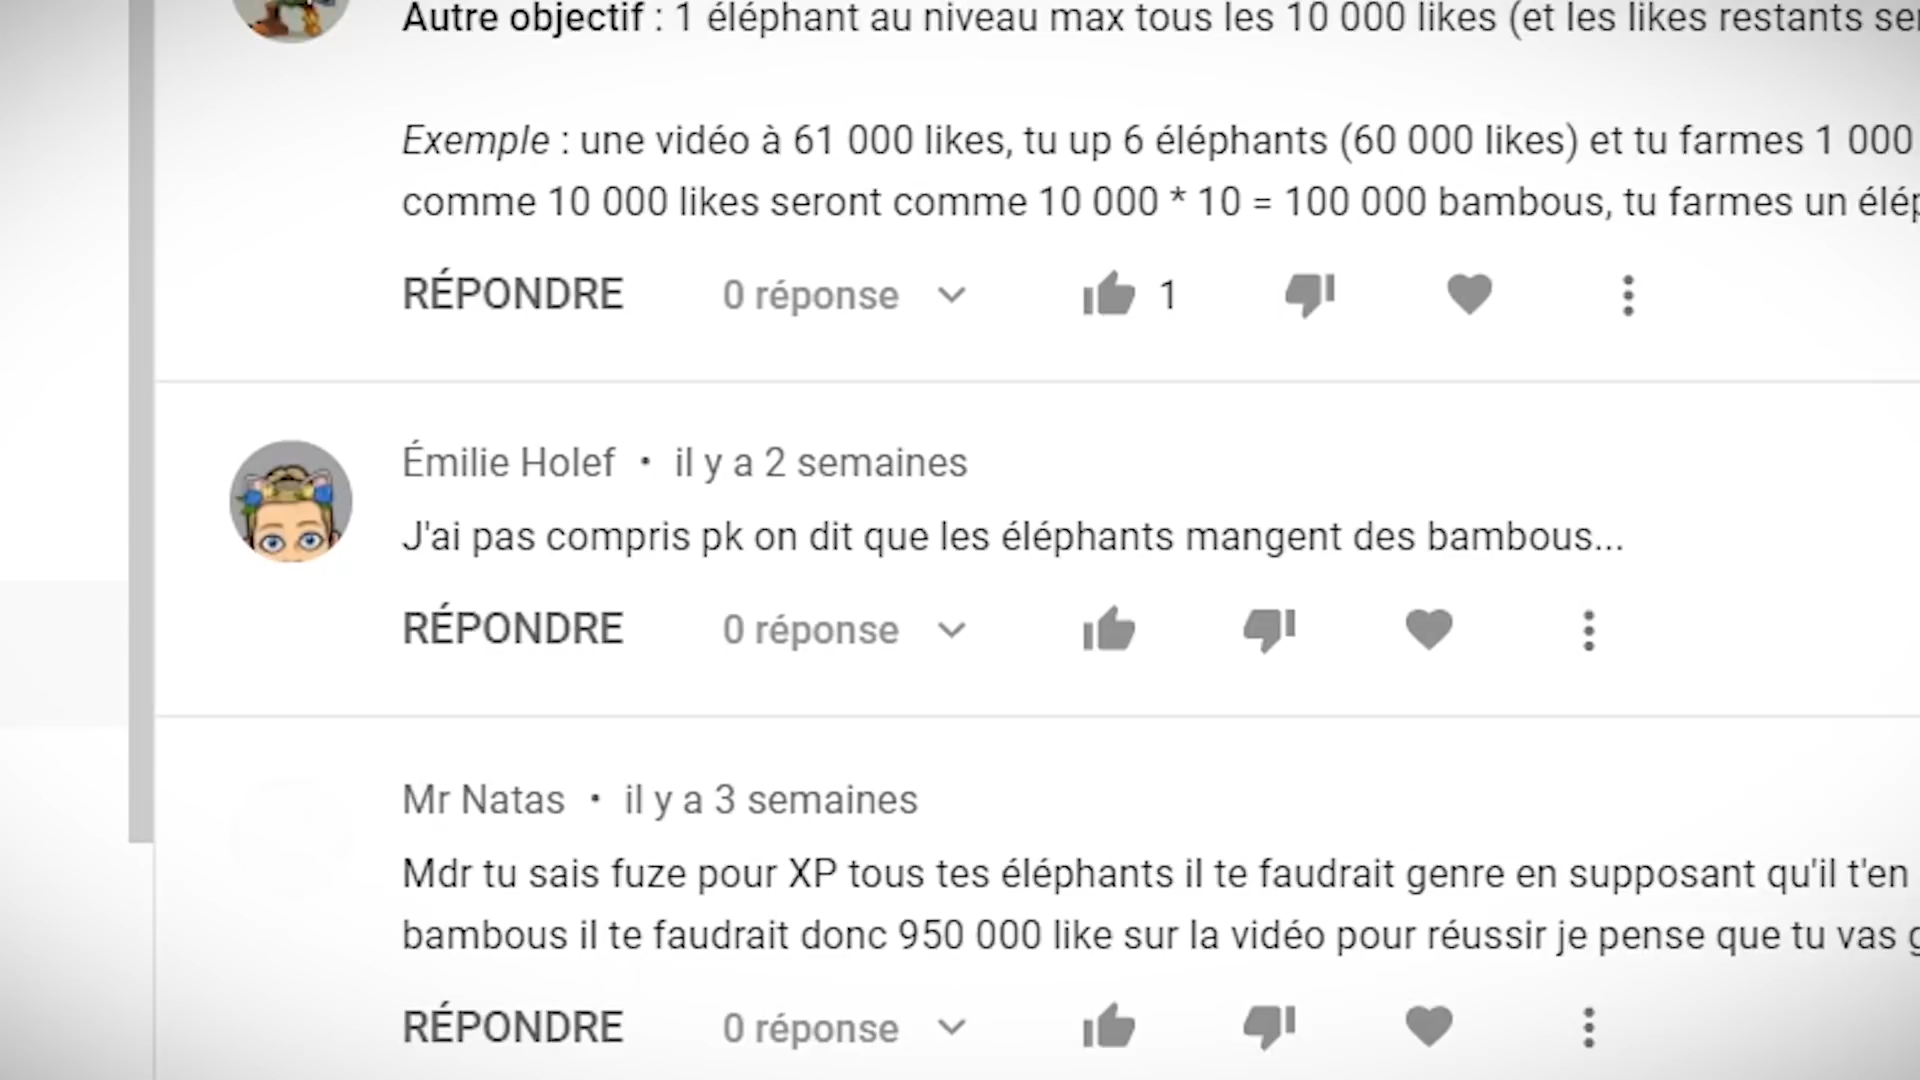 Autre objectif : 1 éléphant au niveau max tous les 10 000 likes (et les likes restants
Exemple : une vidéo à 61 000 likes, tu up 6 éléphants (60 000 likes) et tu farmes 1 000
comme 10 000 likes seront comme 10 000 * 10 = 100 000 bambous, tu farmes un
RÉPONDRE 0 réponse 1
Émilie Holef • il y a 2 semaines
J'ai pas compris pk on dit que les éléphants mangent des bambous...
RÉPONDRE 0 réponse
Mr Natas • il y a 3 semaines
Mdr tu sais fuze pour XP tous tes éléphants il te faudrait genre en supposant qu'il t'en
bambous il te faudrait donc 950 000 like sur la vidéo pour réussir je pense que tu vas
RÉPONDRE 0 réponse